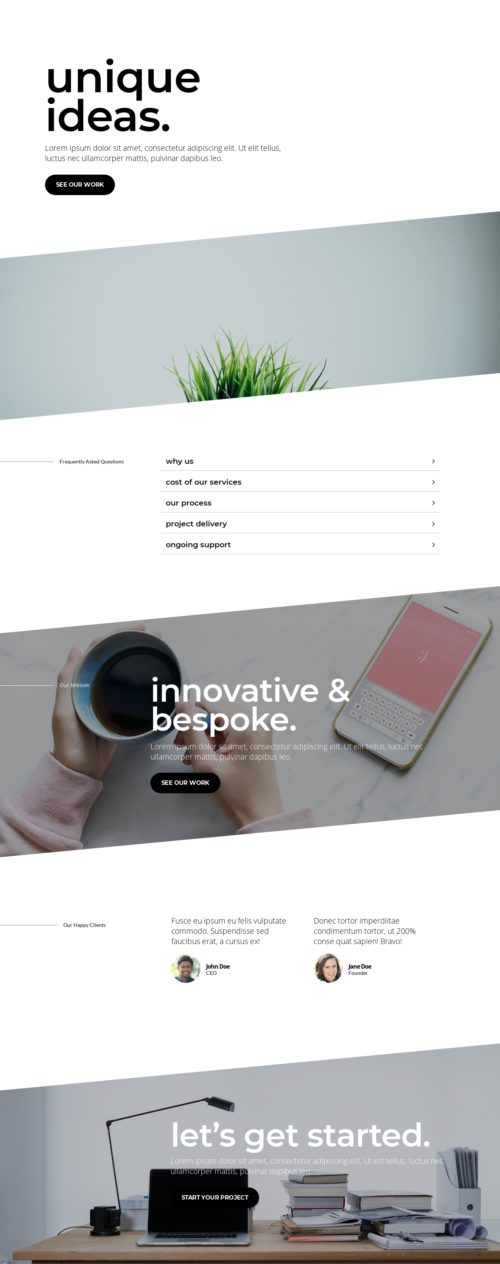 unique
ideas.
Lorem ipsum dolor sit amet, consectetur adipiscing elit. Ut elit tellus,
luctus nec ullamcorper mattis, pulvinar dapibus leo.
SEE OUR WORK
Frequently Asked Questions
why us
cost of our services
our process
project delivery
ongoing support
Our Mission
innovative &
bespoke.
Lorem ipsum dolor sit amet, consectetur adipiscing elit. Ut elit tellus, luctus nec
ullamcorper mattis, pulvinar dapibus leo.
SEE OUR WORK
Our Happy Clients
Fusce eu ipsum eu felis vulputate
commodo. Suspendisse sed
faucibus erat, a cursus ex!
John Doe
CEO
Donec tortor imperditae
condimentum tortor, ut 200%
conse quat sapien! Bravo!
Jane Doe
Founder
let’s get started.
Lorem ipsum dolor sit amet, consectetur adipiscing elit. Ut elit tellus, luctus nec
ullamcorper mattis, pulvinar dapibus leo.
START YOUR PROJECT